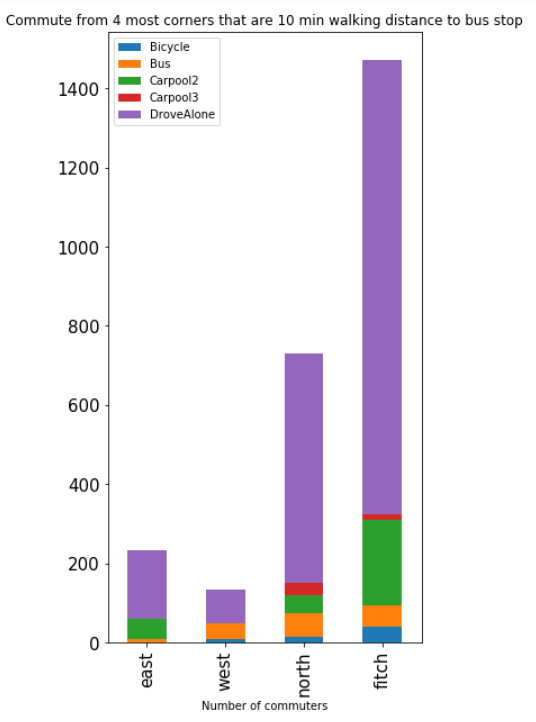 Commute from 4 most corners that are 10 min walking distance to bus stop
Bicycle
Bus
Carpool2
Carpool3
DroveAlone
1400
1200
1000
800
600
400
200
0
east
west
north
fitch
Number of commuters